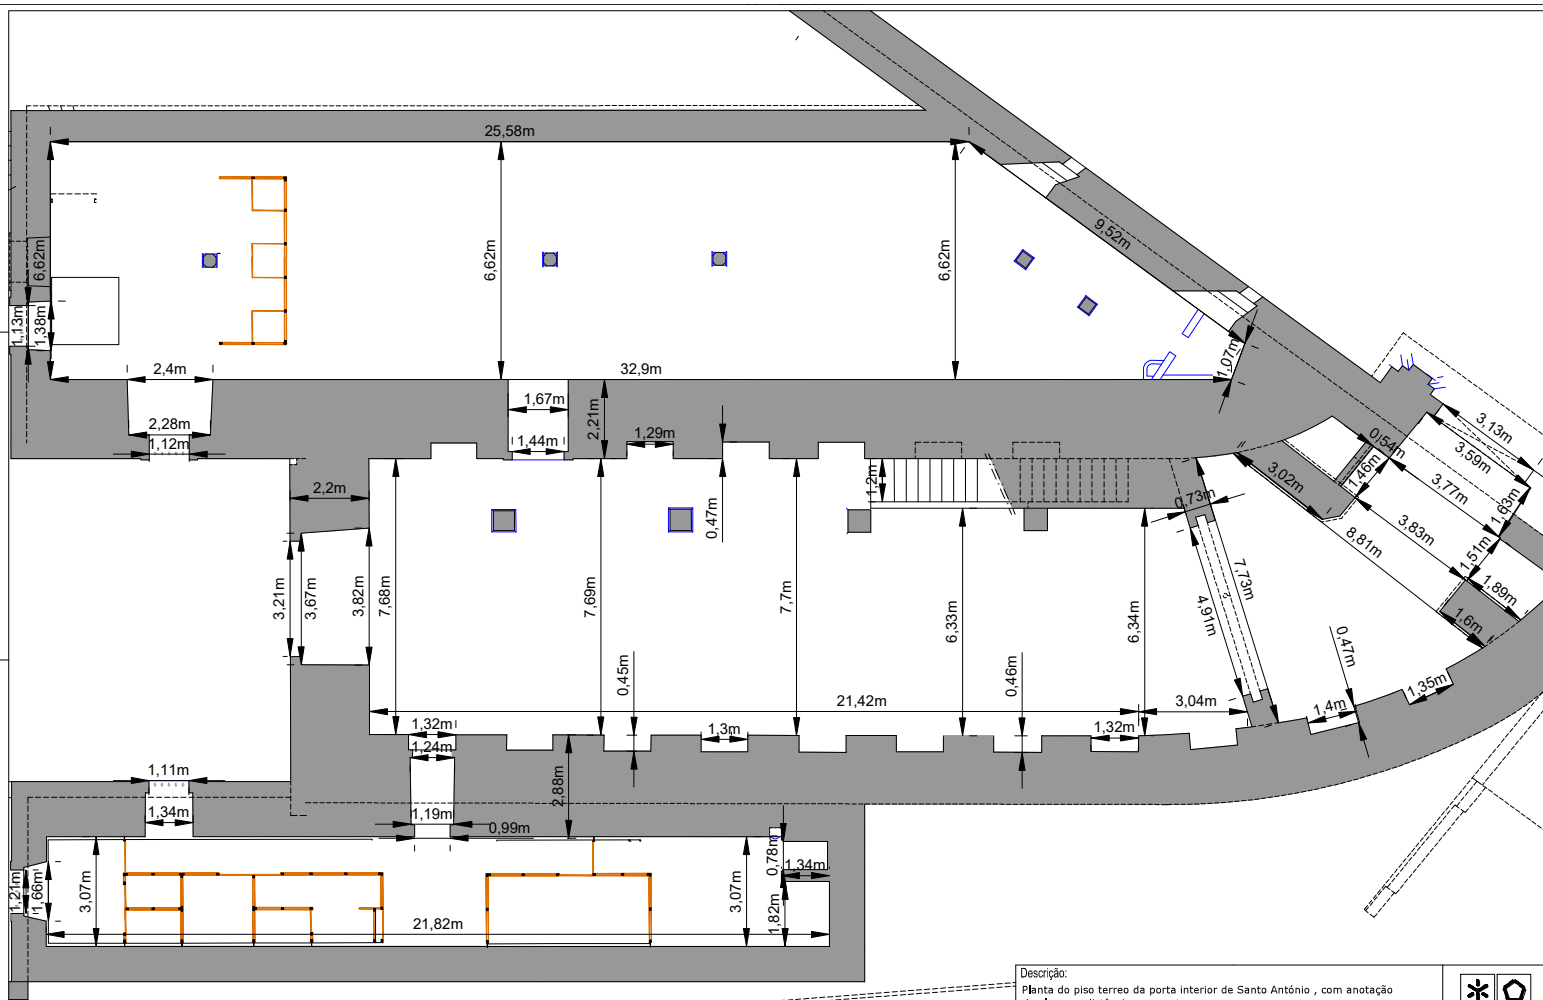 25,58m
9,52m
6,62m
6,62m
6,62m
1,13m
1,38m
2,4m
32,9m
1,07m
2,28m
1,12m
1,67m
1,44m
2,21m
1,29m
0,47m
1,2m
2,2m
3,21m
3,67m
3,82m
7,68m
7,69m
7,7m
6,33m
6,34m
0,73m
7,73m
4,91m
3,02m
0,54m
1,46m
3,13m
3,59m
3,77m
1,63m
3,83m
8,81m
1,51m
1,89m
1,6m
0,47m
1,35m
1,4m
3,04m
21,42m
0,45m
0,46m
1,32m
1,24m
1,3m
1,32m
2,88m
1,19m
0,99m
1,11m
1,34m
0,78m
1,34m
1,21m
1,66m
3,07m
3,07m
1,82m
21,82m
Descrição:
Planta do piso terreo da porta interior de Santo António , com anotação